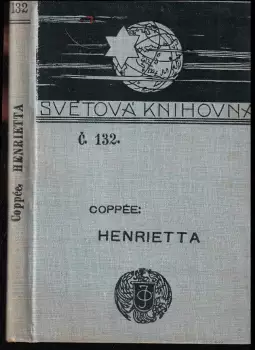 132
Coppée, HENRIETTA
SVĚTOVÁ KNIHOVNA
Č. 132.
COPPÉE:
HENRIETTA